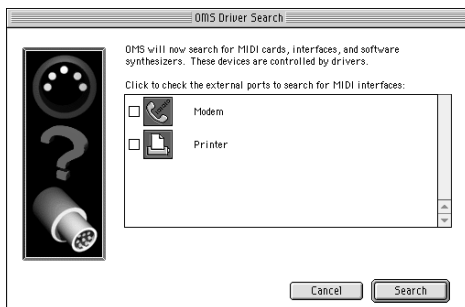 OMS Driver Search
OMS will now search for MIDI cards, interfaces, and software
synthesizers. These devices are controlled by drivers.
Click to check the external ports to search for MIDI interfaces:
Modem
Printer
Cancel Search